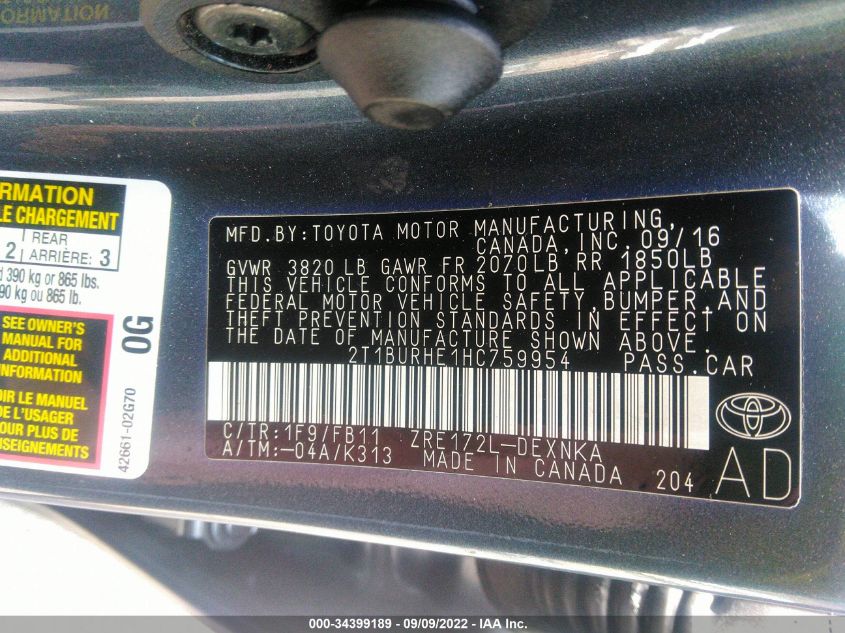 ORMATION
RMATION
LE CHARGEMENT
2 REAR
ARRIÈRE: 3
d 390 kg or 865 lbs.
90 kg ou 865 lb.
SEE OWNER'S
MANUAL FOR
ADDITIONAL
INFORMATION
OIR LE MANUEL
DE L'USAGER
POUR PLUS DE
ENSEIGNEMENTS
0G
42661-02G70
MFD.BY:TOYOTA MOTOR MANUFACTURING,
CANADA,INC. 09/16
GVWR 3820 LB GAWR FR 2070LB RR 1850LB
THIS VEHICLE CONFORMS TO ALL APPLICABLE
FEDERAL MOTOR VEHICLE SAFETY,BUMPER,AND
THEFT PREVENTION STANDARDS IN EFFECT ON
THE DATE OF MANUFACTURE SHOWN ABOVE.
2T1BURHE1HC759954 PASS.CAR
C/TR:1F9/FB11 ZRE172L-DEXNKA
A/TM:-04A/K313 MADE IN CANADA 204
AD
000-34399189 - 09/09/2022 - IAA Inc.